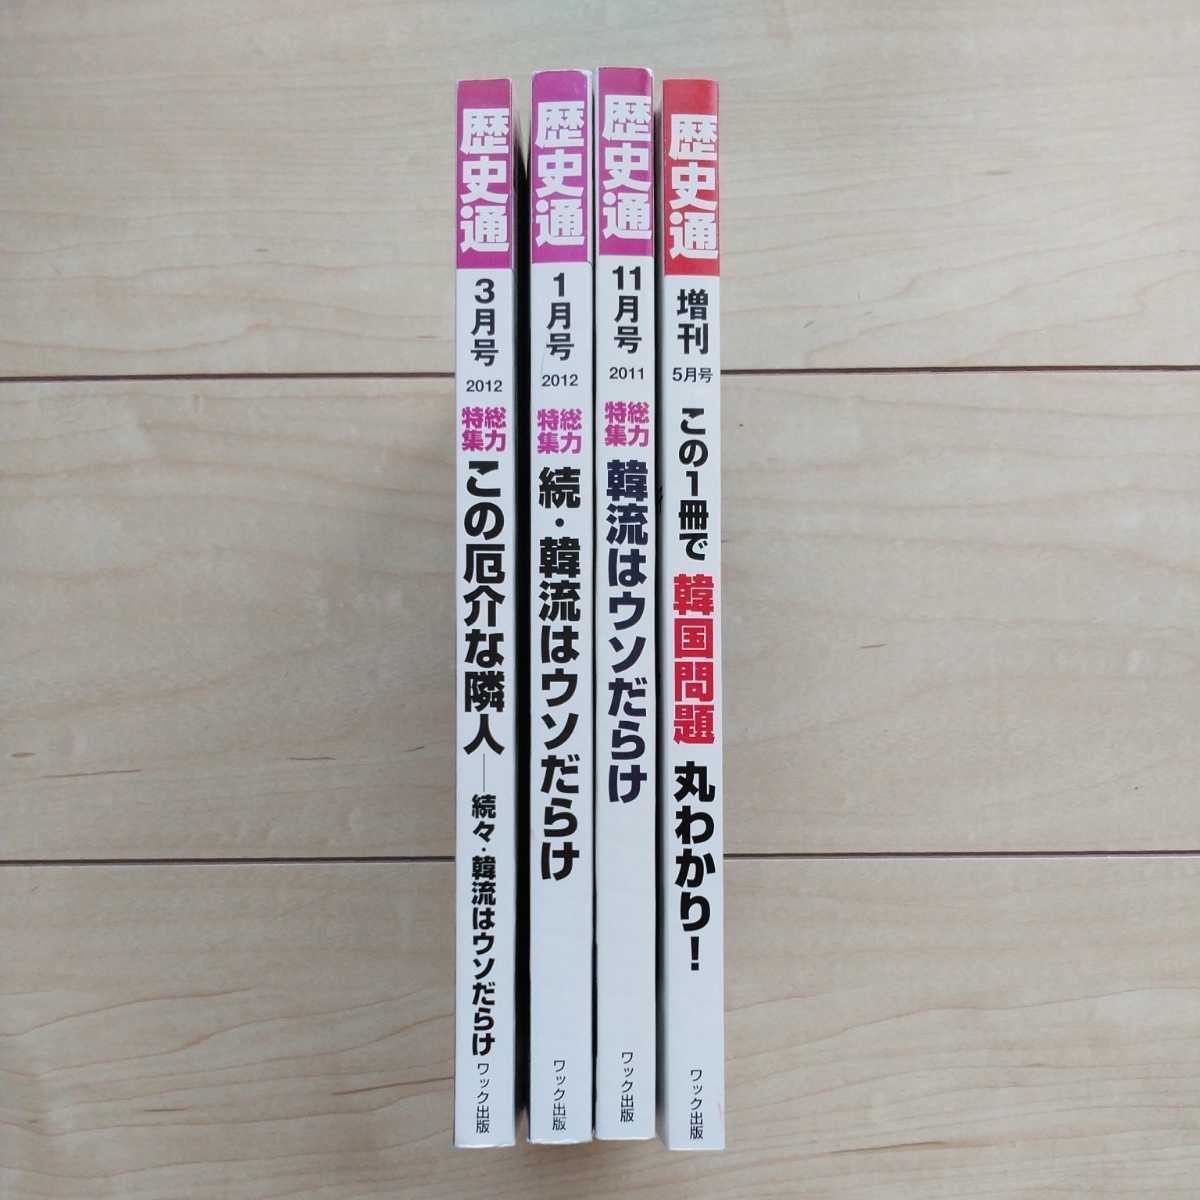 歴史通
3月号
2012
総力
特集
この厄介な隣人──続々・韓流はウソだらけ
ワック出版
歴史通
1月号
2012
総力
特集
続・韓流はウソだらけ
ワック出版
歴史通
11月号
2011
総力
特集
韓流はウソだらけ
ワック出版
歴史通
増刊
5月号
この1冊で 韓国問題 丸わかり!
ワック出版